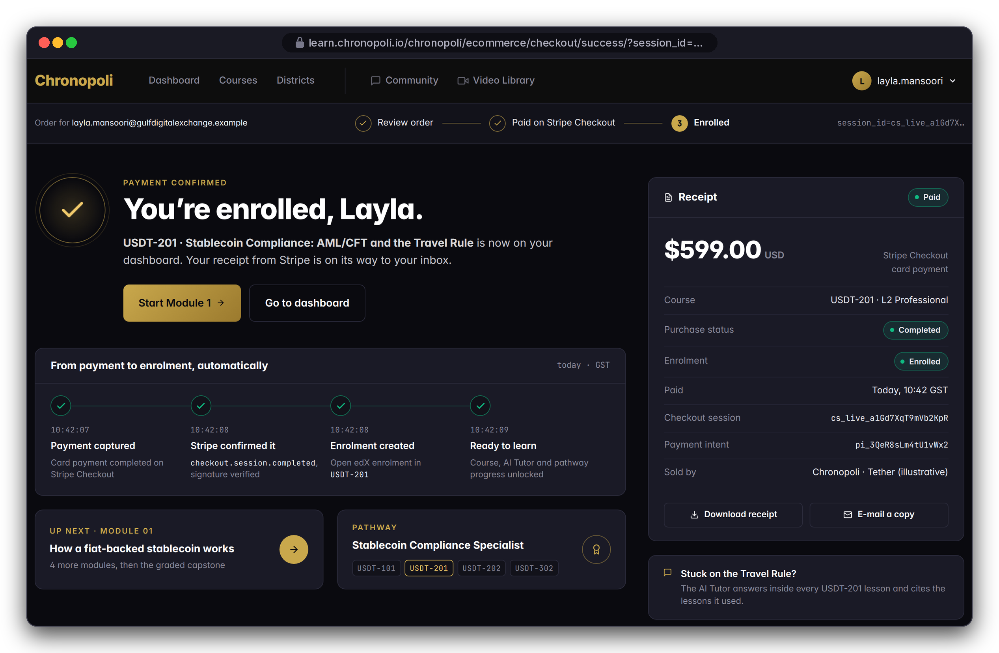 learn.chronopoli.io/chronopoli/ecommerce/checkout/success/?session_id=...
Chronopoli
Dashboard
Courses
Districts
Community
Video Library
L
layla.mansoori
Order for layla.mansoori@gulfdigitalexchange.example
Review order
Paid on Stripe Checkout
3
Enrolled
session_id=cs_live_a1Gd7X…
PAYMENT CONFIRMED
You’re enrolled, Layla.
USDT-201 · Stablecoin Compliance: AML/CFT and the Travel Rule is now on your
dashboard. Your receipt from Stripe is on its way to your inbox.
Start Module 1 →
Go to dashboard
From payment to enrolment, automatically
today · GST
10:42:07
Payment captured
Card payment completed on
Stripe Checkout
10:42:08
Stripe confirmed it
checkout.session.completed,
signature verified
10:42:08
Enrolment created
Open edX enrolment in
USDT-201
10:42:09
Ready to learn
Course, AI Tutor and pathway
progress unlocked
UP NEXT · MODULE 01
How a fiat-backed stablecoin works
4 more modules, then the graded capstone
PATHWAY
Stablecoin Compliance Specialist
USDT-101
USDT-201
USDT-202
USDT-302
Receipt
Paid
$599.00 USD
Stripe Checkout
card payment
Course
USDT-201 · L2 Professional
Purchase status
Completed
Enrolment
Enrolled
Paid
Today, 10:42 GST
Checkout session
cs_live_a1Gd7XqT9mVb2KpR
Payment intent
pi_3QeR8sLm4tU1vWx2
Sold by
Chronopoli · Tether (illustrative)
Download receipt
E-mail a copy
Stuck on the Travel Rule?
The AI Tutor answers inside every USDT-201 lesson and cites the
lessons it used.